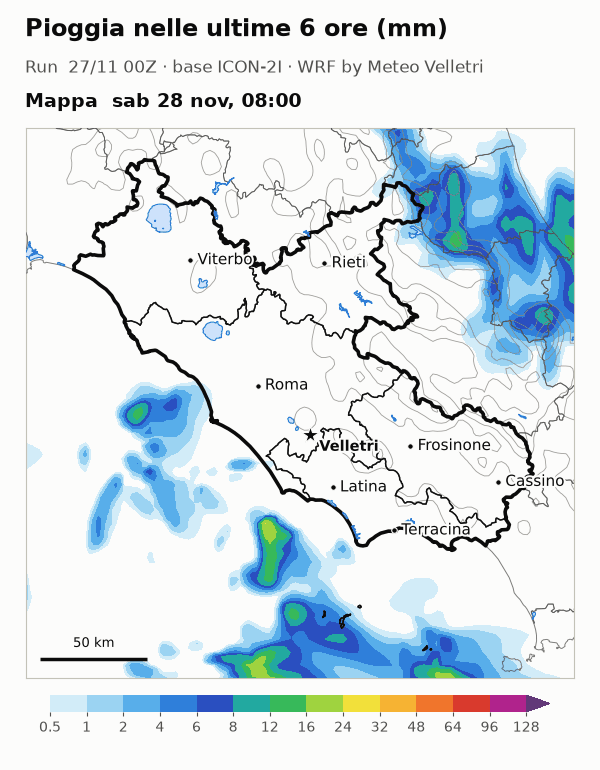 Pioggia nelle ultime 6 ore (mm)
Run 27/11 00Z · base ICON-2I · WRF by Meteo Velletri
Mappa sab 28 nov, 08:00
Viterbo
Rieti
Roma
Velletri
Frosinone
Latina
Cassino
Terracina
50 km
0.5 1 2 4 6 8 12 16 24 32 48 64 96 128